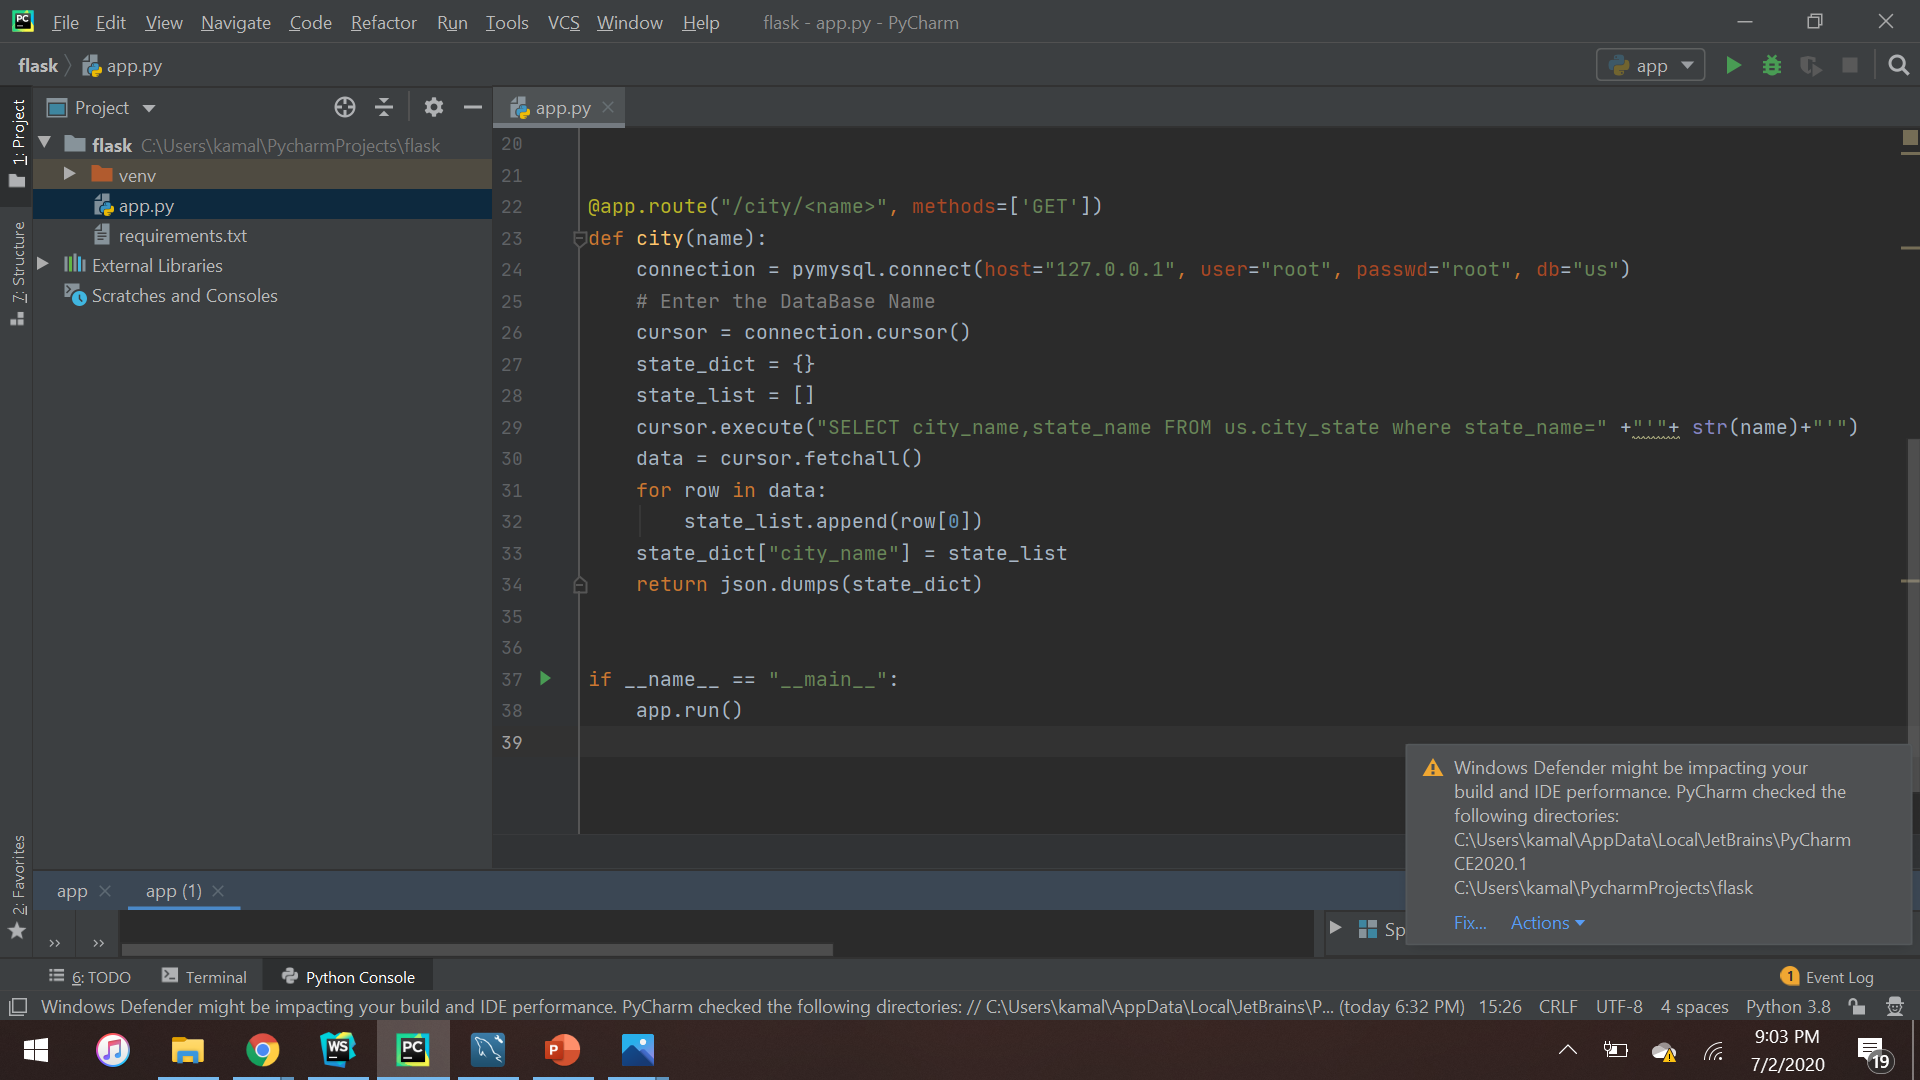 PC File Edit View Navigate Code Refactor Run Tools VCS Window Help flask - app.py - PyCharm
flask app.py
app
Project
app.py
1: Project
7: Structure
2: Favorites
flask C:\Users\kamal\PycharmProjects\flask
venv
app.py
requirements.txt
External Libraries
Scratches and Consoles
20
21
22 @app.route("/city/<name>", methods=['GET'])
23 def city(name):
24 connection = pymysql.connect(host="127.0.0.1", user="root", passwd="root", db="us")
25 # Enter the DataBase Name
26 cursor = connection.cursor()
27 state_dict = {}
28 state_list = []
29 cursor.execute("SELECT city_name,state_name FROM us.city_state where state_name=" +"'"+ str(name)+"'")
30 data = cursor.fetchall()
31 for row in data:
32 state_list.append(row[0])
33 state_dict["city_name"] = state_list
34 return json.dumps(state_dict)
35
36
37 if __name__ == "__main__":
38 app.run()
39
Windows Defender might be impacting your
build and IDE performance. PyCharm checked the
following directories:
C:\Users\kamal\AppData\Local\JetBrains\PyCharm
CE2020.1
C:\Users\kamal\PycharmProjects\flask
Fix... Actions
app app (1)
» » Sp
6: TODO Terminal Python Console 1 Event Log
Windows Defender might be impacting your build and IDE performance. PyCharm checked the following directories: // C:\Users\kamal\AppData\Local\JetBrains\P... (today 6:32 PM) 15:26 CRLF UTF-8 4 spaces Python 3.8
WS PC P
9:03 PM
7/2/2020
19